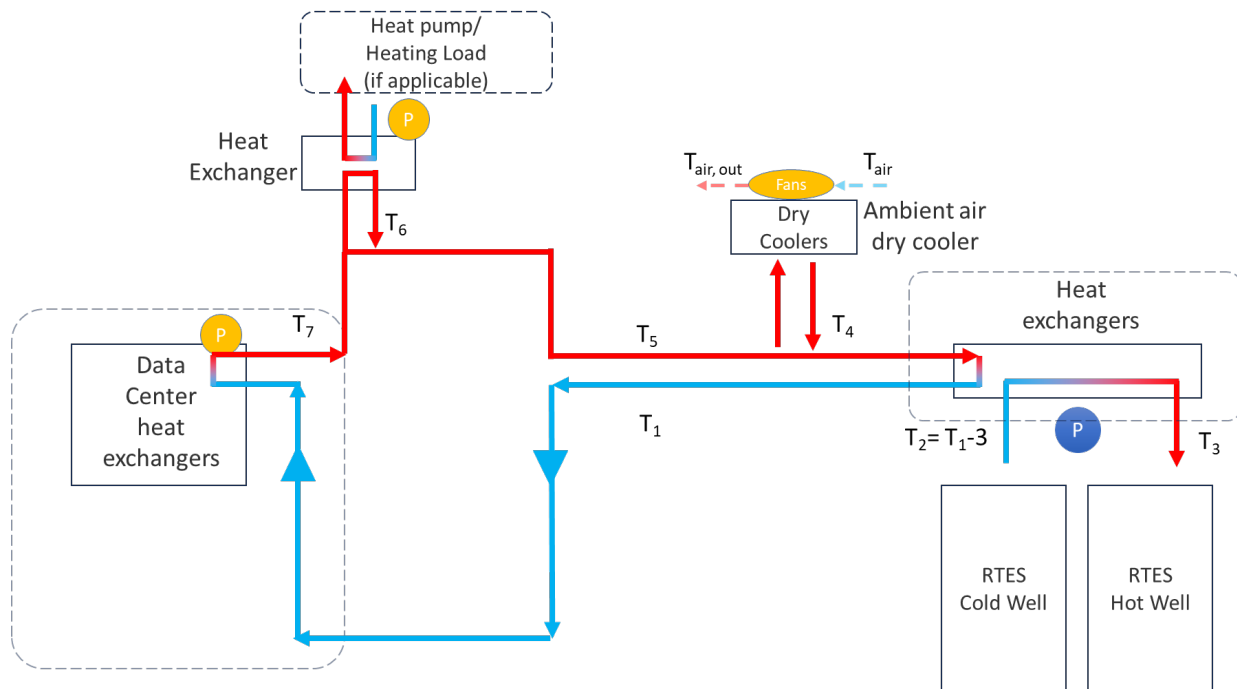 Heat pump/
Heating Load
(if applicable)
P
Heat
Exchanger
T6
Tair, out
Fans
Tair
Dry
Coolers
Ambient air
dry cooler
Heat
exchangers
P
T7
T5
T4
Data
Center
heat
exchangers
T1
T2= T1-3
P
T3
RTES
Cold Well
RTES
Hot Well